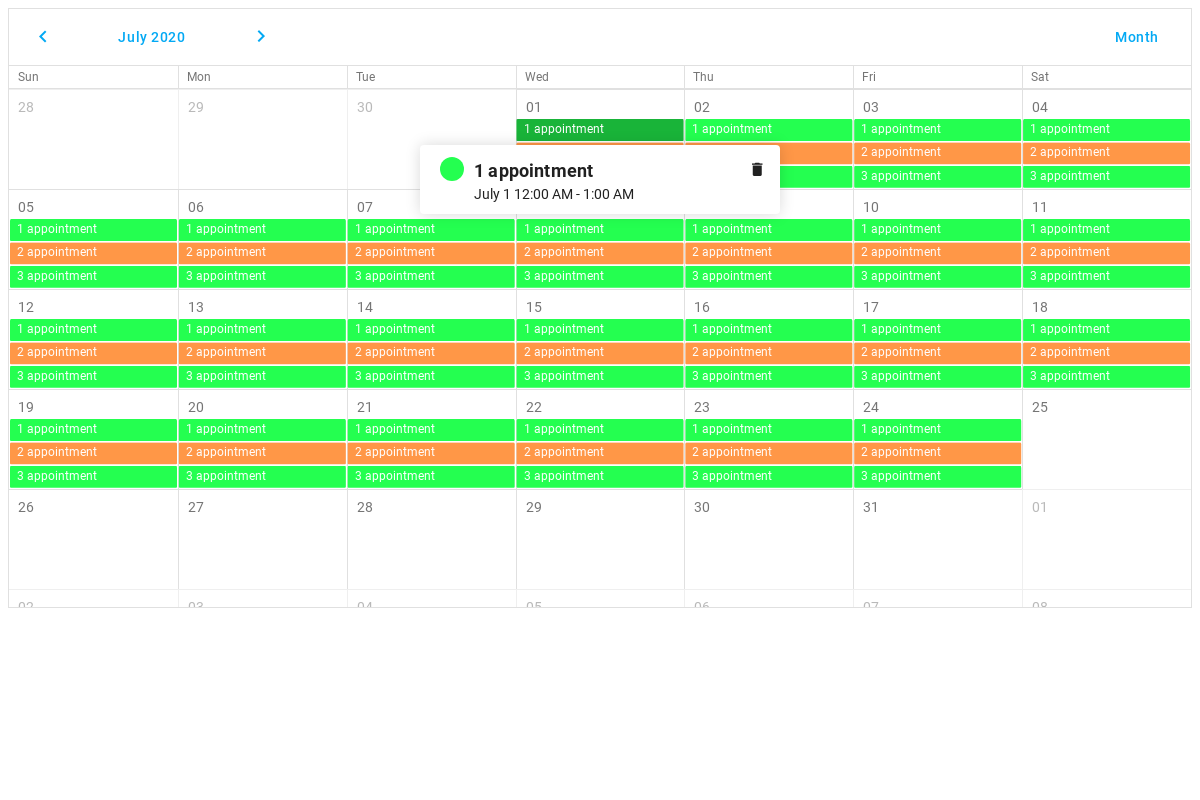 July 2020 Month
Sun Mon Tue Wed Thu Fri Sat
28 29 30 01 02 03 04
1 appointment 1 appointment 1 appointment 1 appointment
2 appointment 2 appointment
3 appointment 3 appointment
1 appointment
July 1 12:00 AM - 1:00 AM
05 06 07 10 11
1 appointment 1 appointment 1 appointment 1 appointment 1 appointment 1 appointment 1 appointment
2 appointment 2 appointment 2 appointment 2 appointment 2 appointment 2 appointment 2 appointment
3 appointment 3 appointment 3 appointment 3 appointment 3 appointment 3 appointment 3 appointment
12 13 14 15 16 17 18
1 appointment 1 appointment 1 appointment 1 appointment 1 appointment 1 appointment 1 appointment
2 appointment 2 appointment 2 appointment 2 appointment 2 appointment 2 appointment 2 appointment
3 appointment 3 appointment 3 appointment 3 appointment 3 appointment 3 appointment 3 appointment
19 20 21 22 23 24 25
1 appointment 1 appointment 1 appointment 1 appointment 1 appointment 1 appointment
2 appointment 2 appointment 2 appointment 2 appointment 2 appointment 2 appointment
3 appointment 3 appointment 3 appointment 3 appointment 3 appointment 3 appointment
26 27 28 29 30 31 01
02 03 04 05 06 07 08